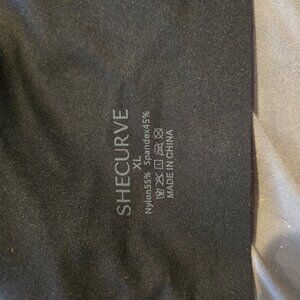 SHECURVE
XL
Nylon55% Spandex45%
MADE IN CHINA